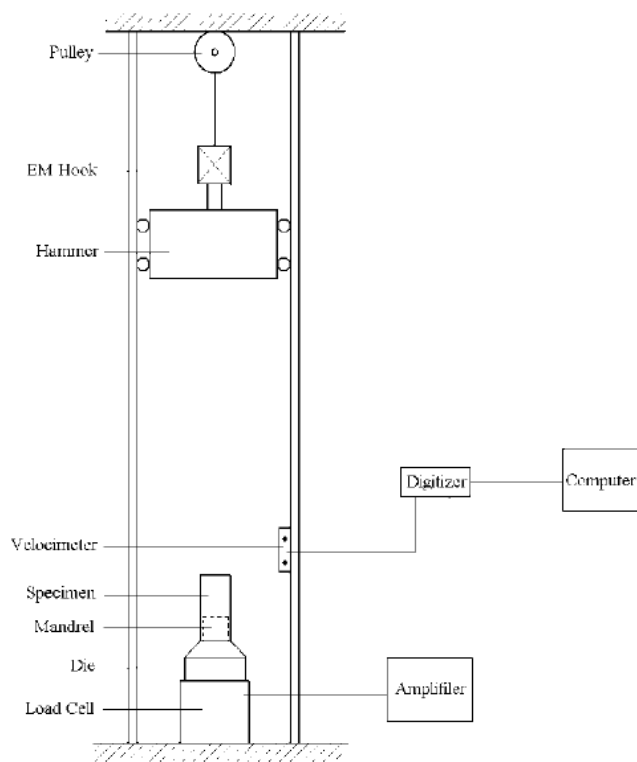 Pulley
EM Hook
Hammer
Digitizer
Computer
Velocimeter
Specimen
Mandrel
Die
Amplifiler
Load Cell